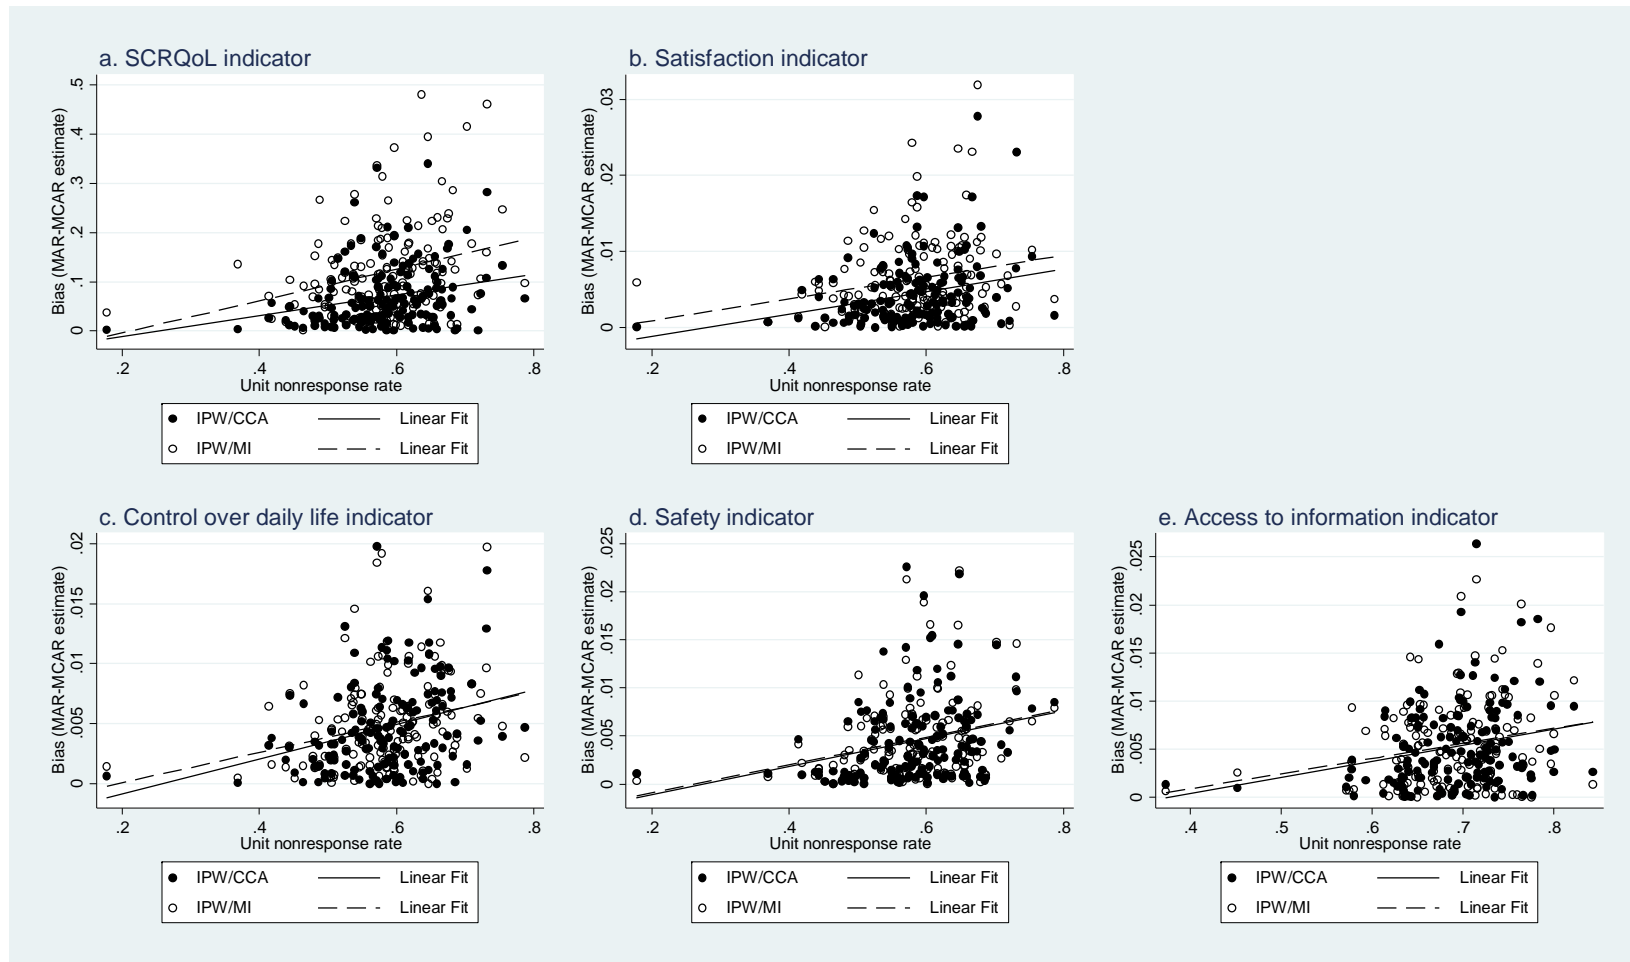 a. SCRQoL indicator
Bias (MAR-MCAR estimate)
.5
.4
.3
.2
.1
0
.2 .4 .6 .8
Unit nonresponse rate
IPW/CCA Linear Fit
IPW/MI Linear Fit
b. Satisfaction indicator
Bias (MAR-MCAR estimate)
.03
.02
.01
0
.2 .4 .6 .8
Unit nonresponse rate
IPW/CCA Linear Fit
IPW/MI Linear Fit
c. Control over daily life indicator
Bias (MAR-MCAR estimate)
.02
.015
.01
.005
0
.2 .4 .6 .8
Unit nonresponse rate
IPW/CCA Linear Fit
IPW/MI Linear Fit
d. Safety indicator
Bias (MAR-MCAR estimate)
.025
.02
.015
.01
.005
0
.2 .4 .6 .8
Unit nonresponse rate
IPW/CCA Linear Fit
IPW/MI Linear Fit
e. Access to information indicator
Bias (MAR-MCAR estimate)
.025
.02
.015
.01
.005
0
.4 .5 .6 .7 .8
Unit nonresponse rate
IPW/CCA Linear Fit
IPW/MI Linear Fit